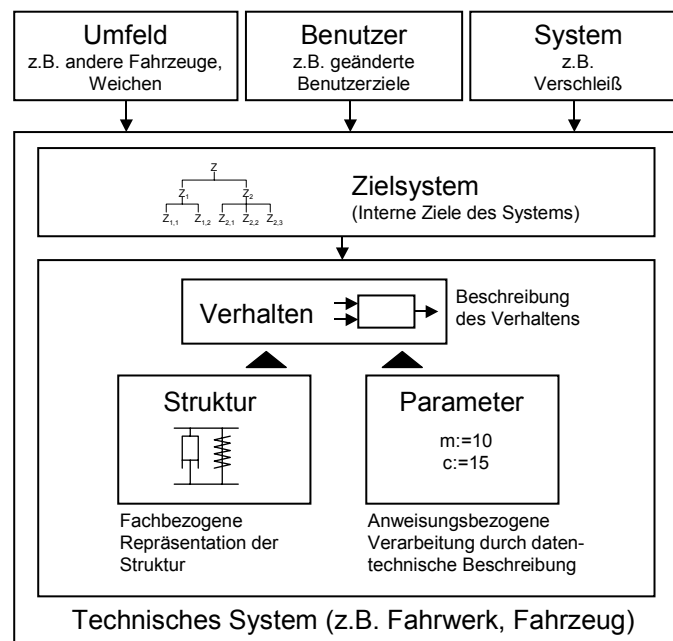 Umfeld
z.B. andere Fahrzeuge,
Weichen
Benutzer
z.B. geänderte
Benutzerziele
System
z.B.
Verschleiß
Z
Z1 Z2
Z1,1 Z1,2 Z2,1 Z2,2 Z2,3
Zielsystem
(Interne Ziele des Systems)
Verhalten
Beschreibung
des Verhaltens
Struktur
Parameter
m:=10
c:=15
Fachbezogene
Repräsentation der
Struktur
Anweisungsbezogene
Verarbeitung durch daten-
technische Beschreibung
Technisches System (z.B. Fahrwerk, Fahrzeug)